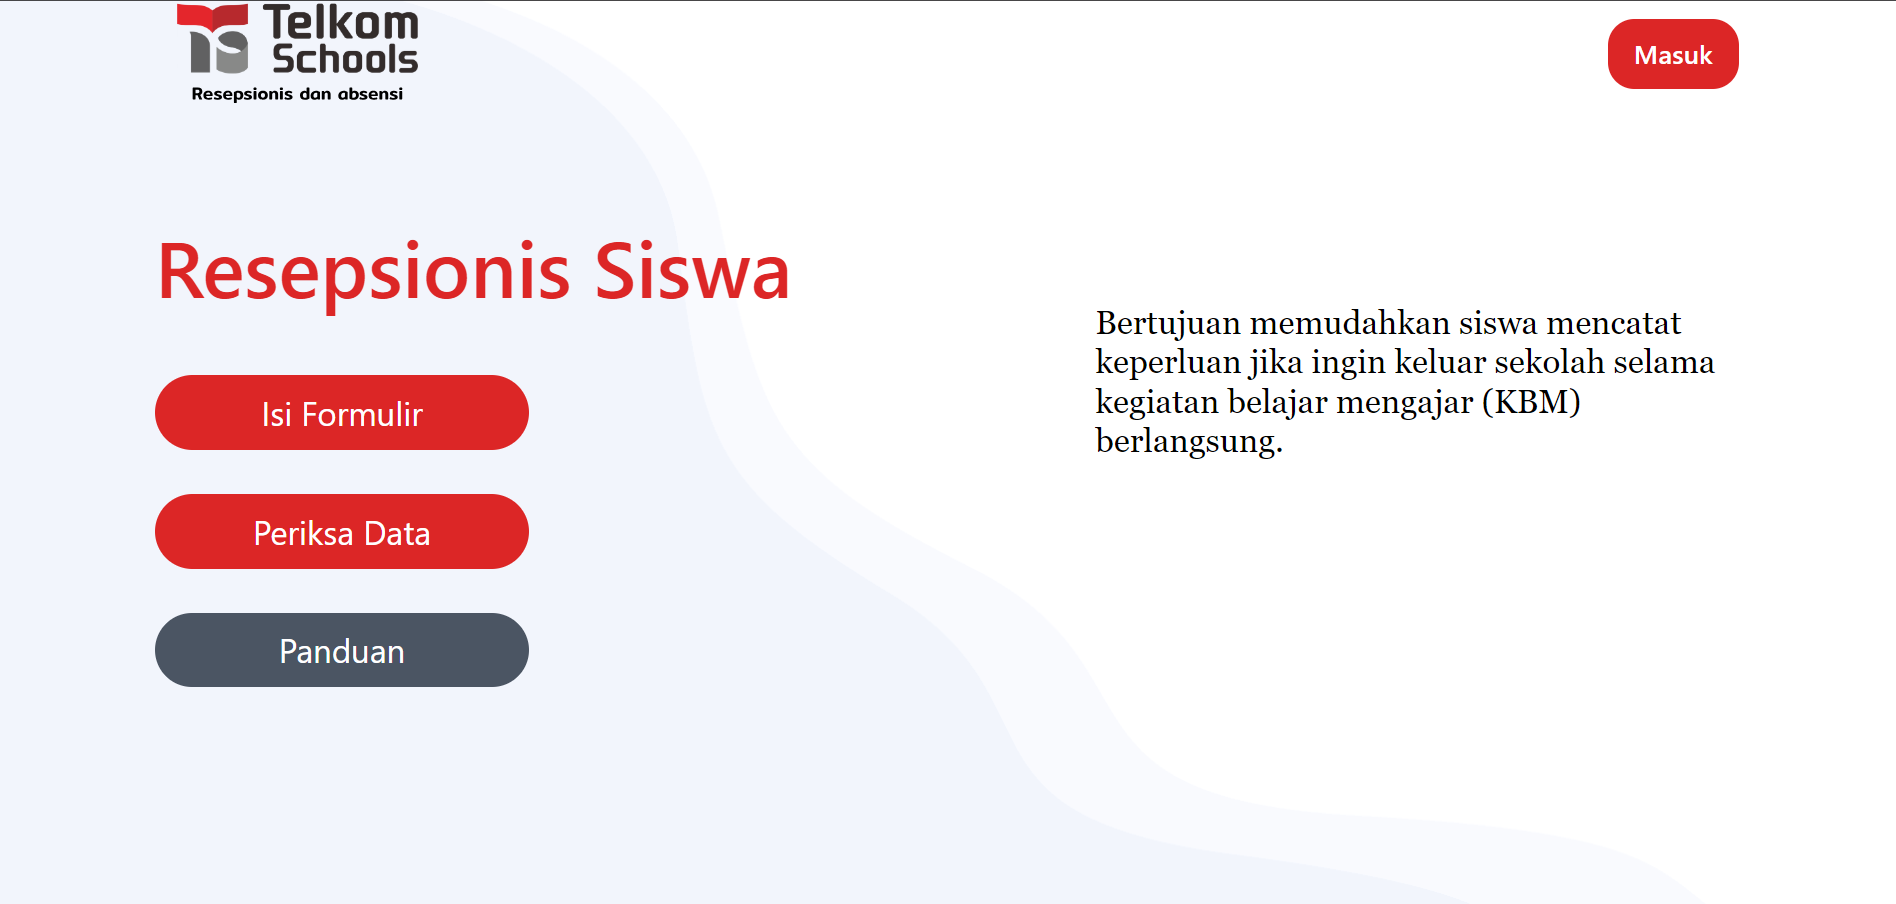 Telkom
Schools
Resepsionis dan absensi
Masuk
Resepsionis Siswa
Isi Formulir
Periksa Data
Panduan
Bertujuan memudahkan siswa mencatat
keperluan jika ingin keluar sekolah selama
kegiatan belajar mengajar (KBM)
berlangsung.